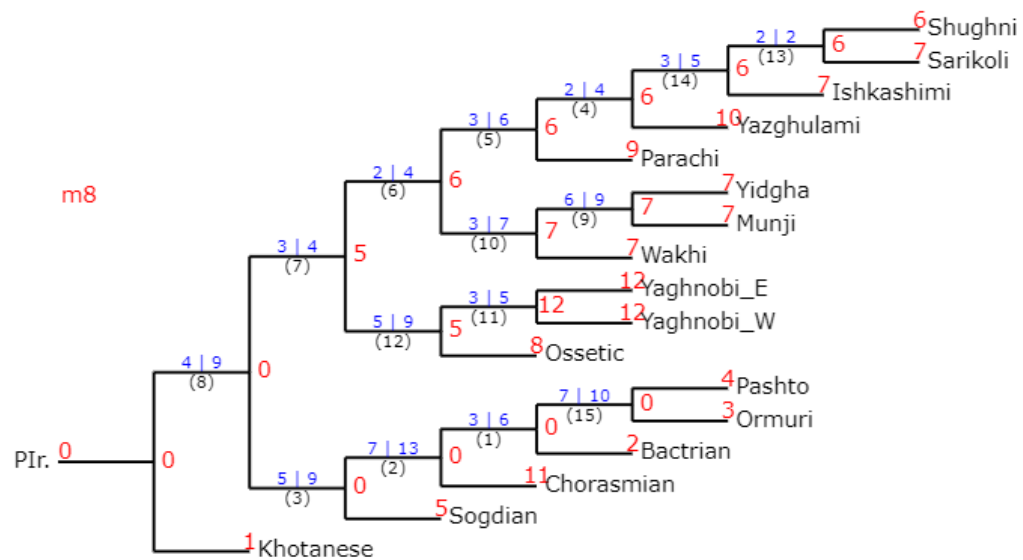 6 Shughni
2 | 2
(13)
6
7 Sarikoli
3 | 5
(14)
6
7 Ishkashimi
2 | 4
(4)
6
10 Yazghulami
3 | 6
(5)
6
9 Parachi
m8
2 | 4
(6)
6
7 Yidgha
6 | 9
(9)
7
7 Munji
3 | 7
(10)
7
7 Wakhi
3 | 4
(7)
5
12 Yaghnobi_E
3 | 5
(11)
12
12 Yaghnobi_W
5 | 9
(12)
5
8 Ossetic
4 | 9
(8)
0
4 Pashto
7 | 10
(15)
0
3 Ormuri
3 | 6
(1)
0
2 Bactrian
7 | 13
(2)
0
11 Chorasmian
PIr. 0
0
5 | 9
(3)
0
5 Sogdian
1 Khotanese